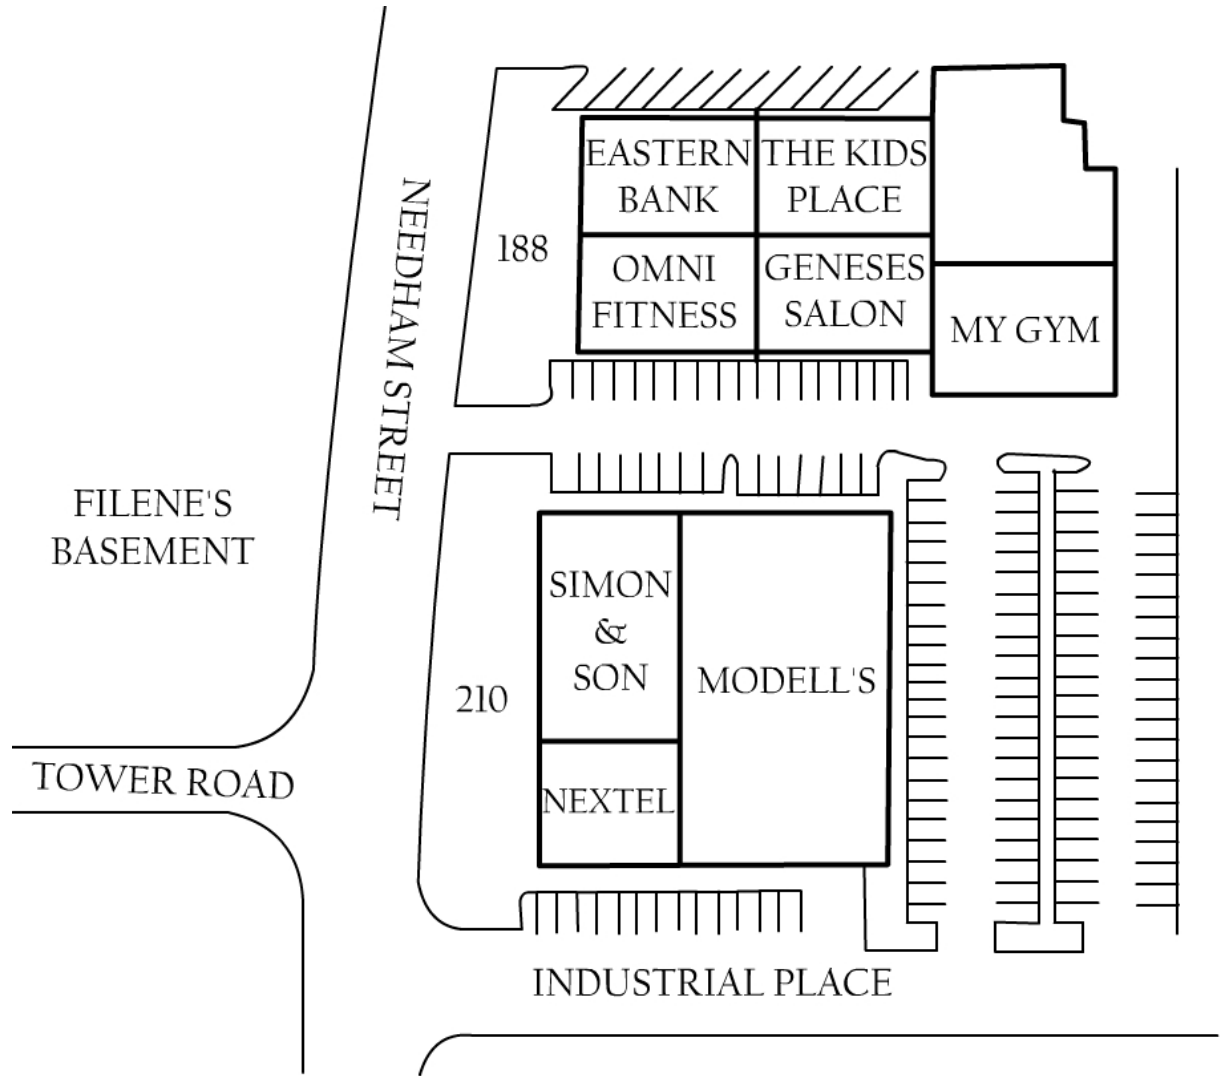 EASTERN
BANK
THE KIDS
PLACE
188
OMNI
FITNESS
GENESES
SALON
MY GYM
NEEDHAM STREET
FILENE'S
BASEMENT
SIMON
&
SON
MODELL'S
210
TOWER ROAD
NEXTEL
INDUSTRIAL PLACE